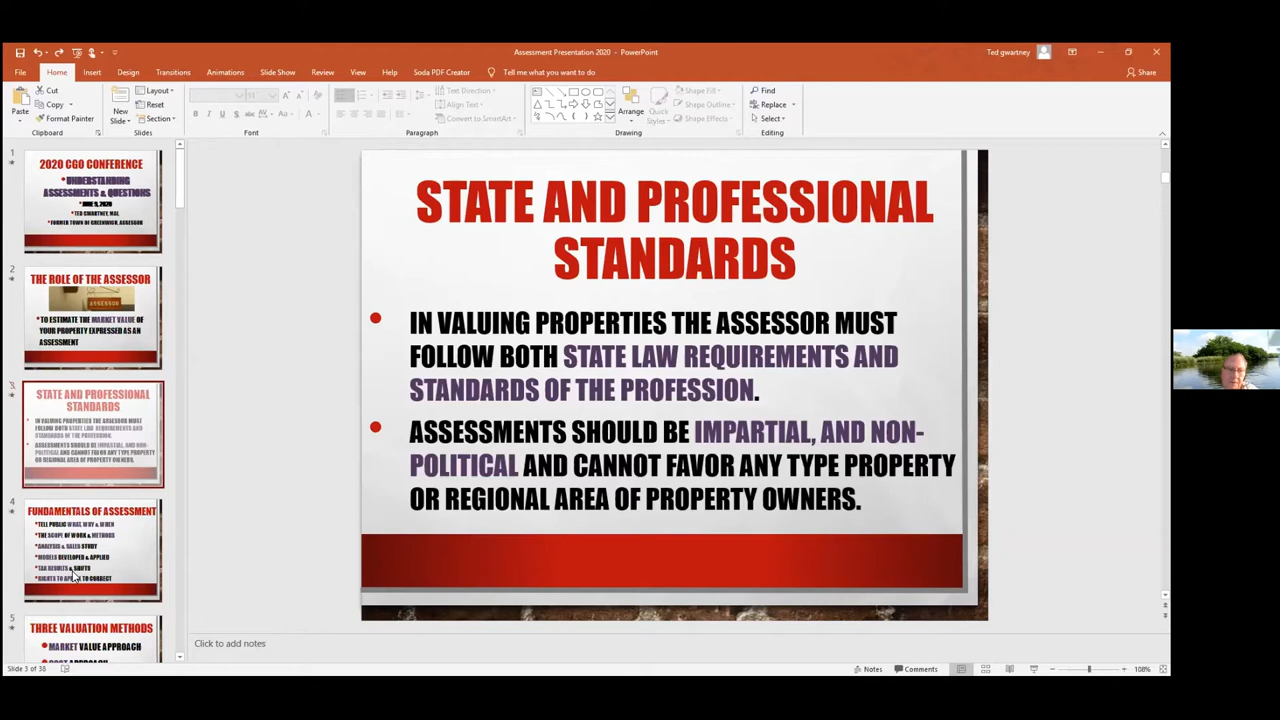 Assessment Presentation 2020 - PowerPoint
Ted gwartney
File Home Insert Design Transitions Animations Slide Show Review View Help Soda PDF Creator Tell me what you want to do
Share
Paste
Cut
Copy
Format Painter
Clipboard
New Slide
Layout
Reset
Section
Slides
Font
Text Direction
Align Text
Convert to SmartArt
Paragraph
Arrange
Quick Styles
Shape Fill
Shape Outline
Shape Effects
Drawing
Find
Replace
Select
Editing
1
2020 CGO CONFERENCE
UNDERSTANDING
ASSESSMENTS & QUESTIONS
JUNE 9, 2020
TED GWARTNEY, MAI,
FORMER TOWN OF GREENWICH, ASSESSOR
2
THE ROLE OF THE ASSESSOR
ASSESSOR
TO ESTIMATE THE MARKET VALUE OF
YOUR PROPERTY EXPRESSED AS AN
ASSESSMENT
3
STATE AND PROFESSIONAL
STANDARDS
IN VALUING PROPERTIES THE ASSESSOR MUST
FOLLOW BOTH STATE LAW REQUIREMENTS AND
STANDARDS OF THE PROFESSION.
ASSESSMENTS SHOULD BE IMPARTIAL, AND NON-
POLITICAL AND CANNOT FAVOR ANY TYPE PROPERTY
OR REGIONAL AREA OF PROPERTY OWNERS.
4
FUNDAMENTALS OF ASSESSMENT
TELL PUBLIC WHAT, WHY & WHEN
THE SCOPE OF WORK & METHODS
ANALYSIS & SALES STUDY
MODELS DEVELOPED & APPLIED
TAX RESULTS & SHIFTS
RIGHTS TO APPEAL TO CORRECT
5
THREE VALUATION METHODS
MARKET VALUE APPROACH
STATE AND PROFESSIONAL
STANDARDS
IN VALUING PROPERTIES THE ASSESSOR MUST
FOLLOW BOTH STATE LAW REQUIREMENTS AND
STANDARDS OF THE PROFESSION.
ASSESSMENTS SHOULD BE IMPARTIAL, AND NON-
POLITICAL AND CANNOT FAVOR ANY TYPE PROPERTY
OR REGIONAL AREA OF PROPERTY OWNERS.
Click to add notes
Slide 3 of 38
Notes
Comments
108%